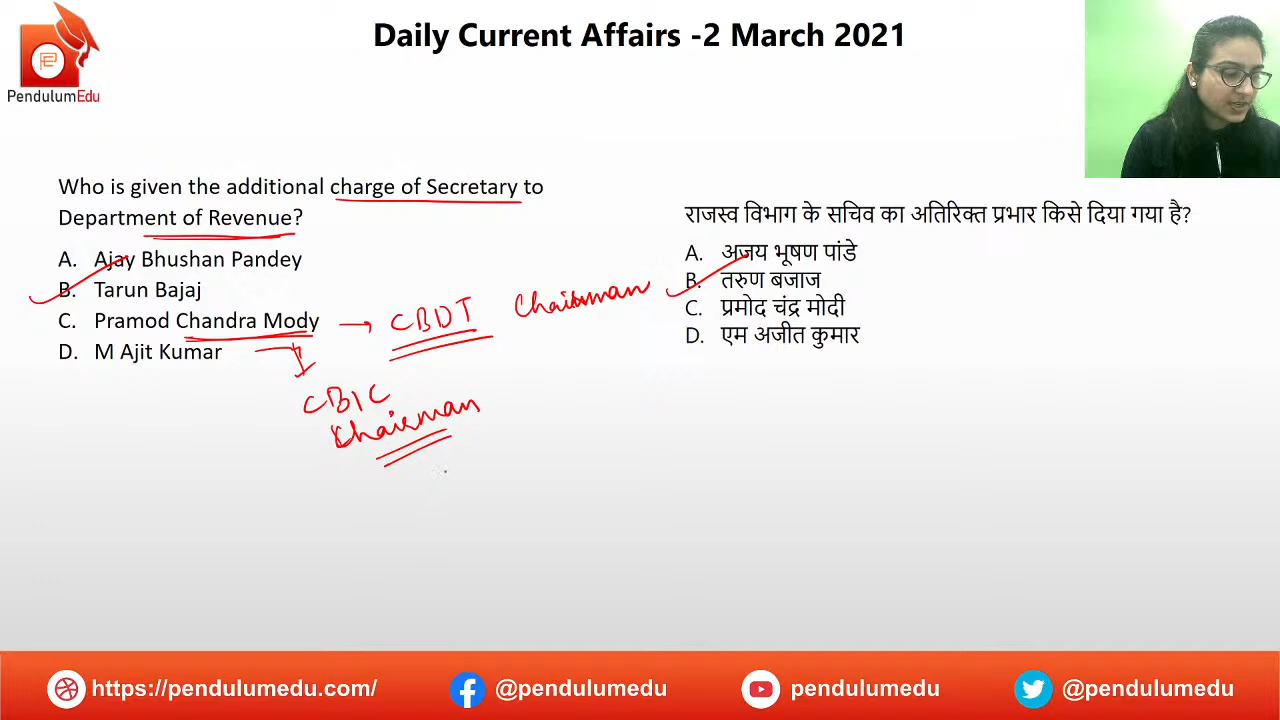 Daily Current Affairs -2 March 2021
PendulumEdu
Who is given the additional charge of Secretary to
Department of Revenue?
A. Ajay Bhushan Pandey
B. Tarun Bajaj
C. Pramod Chandra Mody → CBDT Chairman
D. M Ajit Kumar
CBIC
Chairman
राजस्व विभाग के सचिव का अतिरिक्त प्रभार किसे दिया गया है?
A. अजय भूषण पांडे
B. तरुण बजाज
C. प्रमोद चंद्र मोदी
D. एम अजीत कुमार
https://pendulumedu.com/ @pendulumedu pendulumedu @pendulumedu